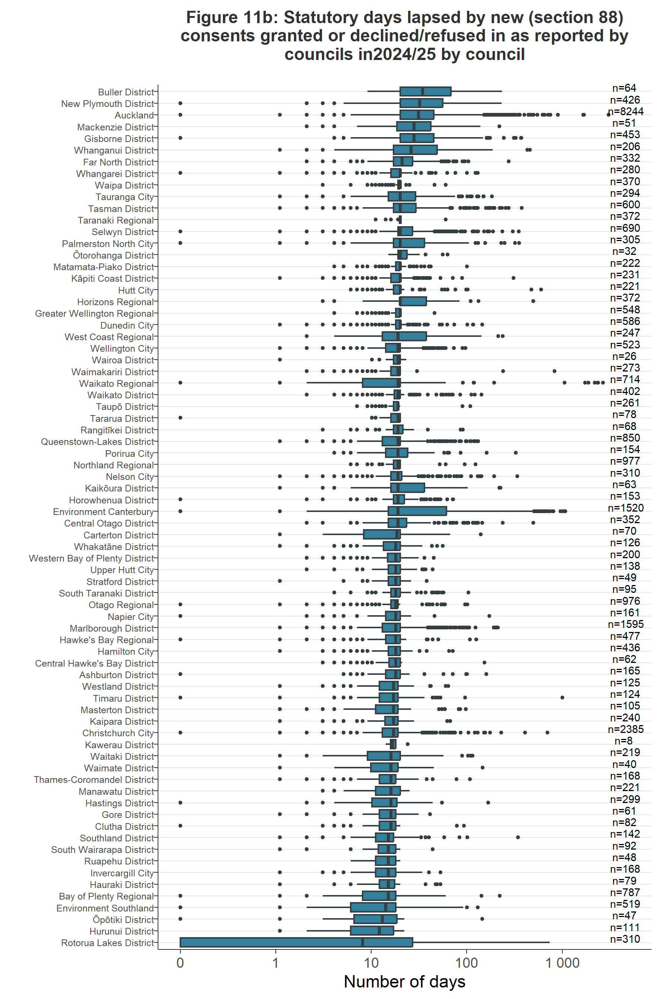 Figure 11b: Statutory days lapsed by new (section 88)
consents granted or declined/refused in as reported by
councils in2024/25 by council
Buller District n=64
New Plymouth District n=426
Auckland n=8244
Mackenzie District n=51
Gisborne District n=453
Whanganui District n=206
Far North District n=332
Whangarei District n=280
Waipa District n=370
Tauranga City n=294
Tasman District n=600
Taranaki Regional n=372
Selwyn District n=690
Palmerston North City n=305
Ōtorohanga District n=32
Matamata-Piako District n=222
Kāpiti Coast District n=231
Hutt City n=221
Horizons Regional n=372
Greater Wellington Regional n=548
Dunedin City n=586
West Coast Regional n=247
Wellington City n=523
Wairoa District n=26
Waimakariri District n=273
Waikato Regional n=714
Waikato District n=402
Taupō District n=261
Tararua District n=78
Rangitīkei District n=68
Queenstown-Lakes District n=850
Porirua City n=154
Northland Regional n=977
Nelson City n=310
Kaikōura District n=63
Horowhenua District n=153
Environment Canterbury n=1520
Central Otago District n=352
Carterton District n=70
Whakatāne District n=126
Western Bay of Plenty District n=200
Upper Hutt City n=138
Stratford District n=49
South Taranaki District n=95
Otago Regional n=976
Napier City n=161
Marlborough District n=1595
Hawke's Bay Regional n=477
Hamilton City n=436
Central Hawke's Bay District n=62
Ashburton District n=165
Westland District n=125
Timaru District n=124
Masterton District n=105
Kaipara District n=240
Christchurch City n=2385
Kawerau District n=8
Waitaki District n=219
Waimate District n=40
Thames-Coromandel District n=168
Manawatu District n=221
Hastings District n=299
Gore District n=61
Clutha District n=82
Southland District n=142
South Wairarapa District n=92
Ruapehu District n=48
Invercargill City n=168
Hauraki District n=79
Bay of Plenty Regional n=787
Environment Southland n=519
Ōpōtiki District n=47
Hurunui District n=111
Rotorua Lakes District n=310
0 1 10 100 1 000
Number of days